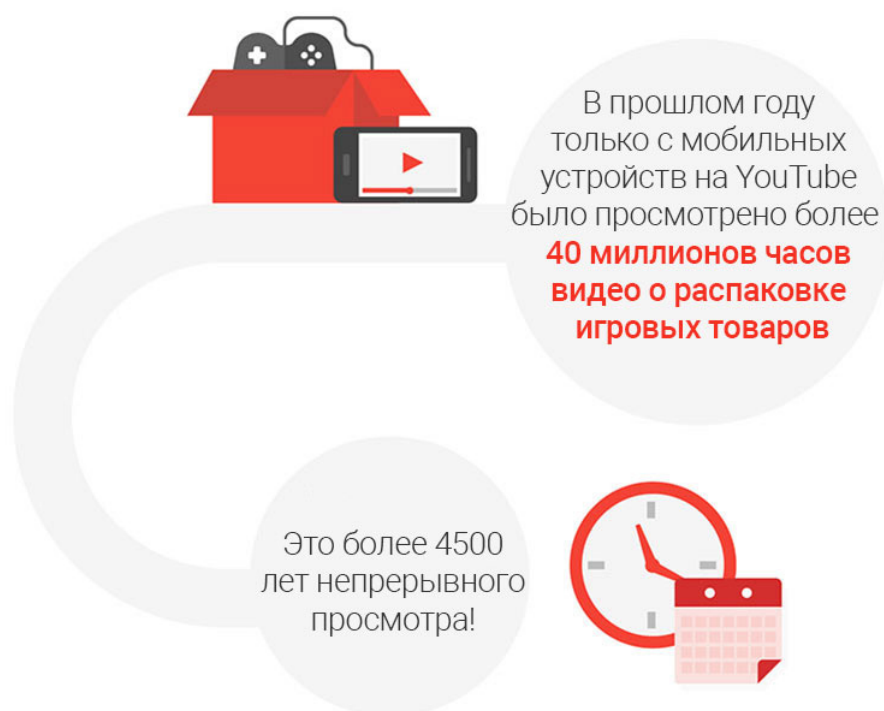 В прошлом году
только с мобильных
устройств на YouTube
было просмотрено более
40 миллионов часов
видео о распаковке
игровых товаров
Это более 4500
лет непрерывного
просмотра!